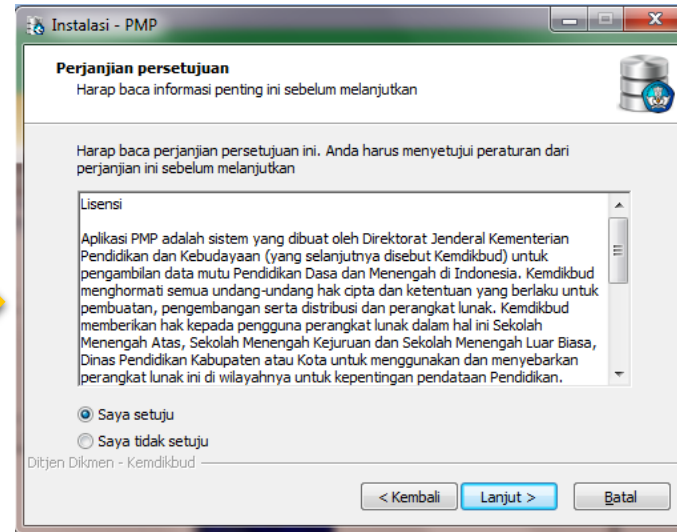 Instalasi - PMP
Perjanjian persetujuan
Harap baca informasi penting ini sebelum melanjutkan
Harap baca perjanjian persetujuan ini. Anda harus menyetujui peraturan dari
perjanjian ini sebelum melanjutkan
Lisensi
Aplikasi PMP adalah sistem yang dibuat oleh Direktorat Jenderal Kementerian
Pendidikan dan Kebudayaan (yang selanjutnya disebut Kemdikbud) untuk
pengambilan data mutu Pendidikan Dasa dan Menengah di Indonesia. Kemdikbud
menghormati semua undang-undang hak cipta dan ketentuan yang berlaku untuk
pembuatan, pengembangan serta distribusi dan perangkat lunak. Kemdikbud
memberikan hak kepada pengguna perangkat lunak dalam hal ini Sekolah
Menengah Atas, Sekolah Menengah Kejuruan dan Sekolah Menengah Luar Biasa,
Dinas Pendidikan Kabupaten atau Kota untuk menggunakan dan menyebarkan
perangkat lunak ini di wilayahnya untuk kepentingan pendataan Pendidikan.
Saya setuju
Saya tidak setuju
Ditjen Dikmen - Kemdikbud
< Kembali Lanjut > Batal